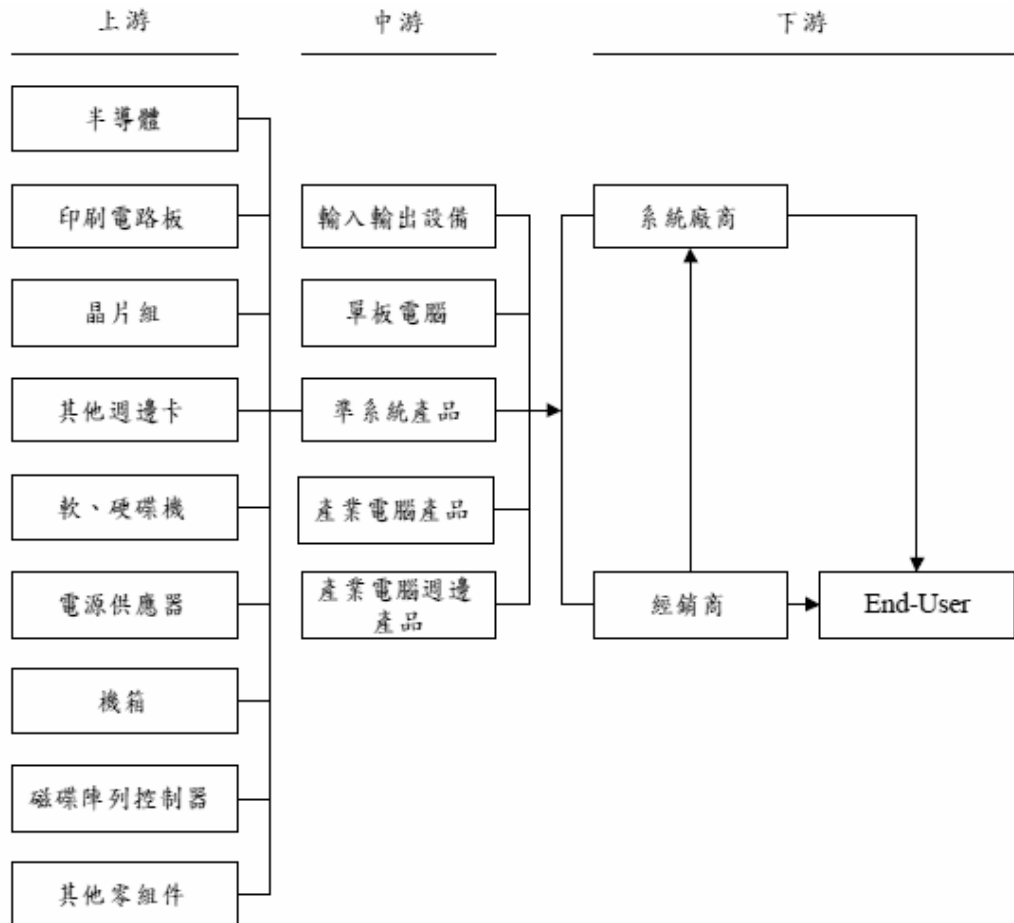 上游
中游
下游
半導體
印刷電路板
晶片組
其他週邊卡
軟、硬碟機
電源供應器
機箱
磁碟陣列控制器
其他零組件
輸入輸出設備
單板電腦
準系統產品
產業電腦產品
產業電腦週邊
產品
系統廠商
經銷商
End-User